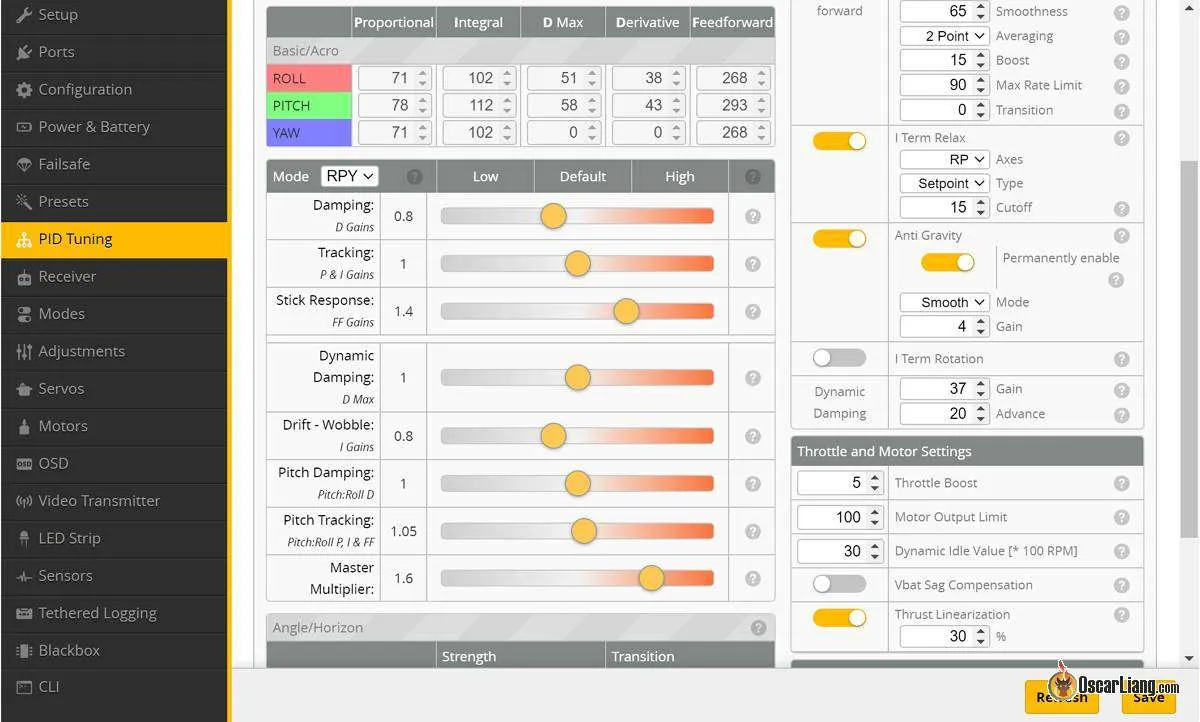 Setup
Ports
Configuration
Power & Battery
Failsafe
Presets
PID Tuning
Receiver
Modes
Adjustments
Servos
Motors
OSD
Video Transmitter
LED Strip
Sensors
Tethered Logging
Blackbox
CLI
Proportional Integral D Max Derivative Feedforward
Basic/Acro
ROLL 71 102 51 38 268
PITCH 78 112 58 43 293
YAW 71 102 0 0 268
Mode RPY Low Default High
Damping:
D Gains
0.8
Tracking:
P & I Gains
1
Stick Response:
FF Gains
1.4
Dynamic
Damping:
D Max
1
Drift - Wobble:
I Gains
0.8
Pitch Damping:
Pitch:Roll D
1
Pitch Tracking:
Pitch:Roll P, I & FF
1.05
Master
Multiplier:
1.6
Angle/Horizon
Strength Transition
forward
65 Smoothness
2 Point Averaging
15 Boost
90 Max Rate Limit
0 Transition
I Term Relax
RP Axes
Setpoint Type
15 Cutoff
Anti Gravity
Permanently enable
Smooth Mode
4 Gain
I Term Rotation
Dynamic
Damping
37 Gain
20 Advance
Throttle and Motor Settings
5 Throttle Boost
100 Motor Output Limit
30 Dynamic Idle Value [* 100 RPM]
Vbat Sag Compensation
Thrust Linearization
30 %
OscarLiang.com
Refresh Save